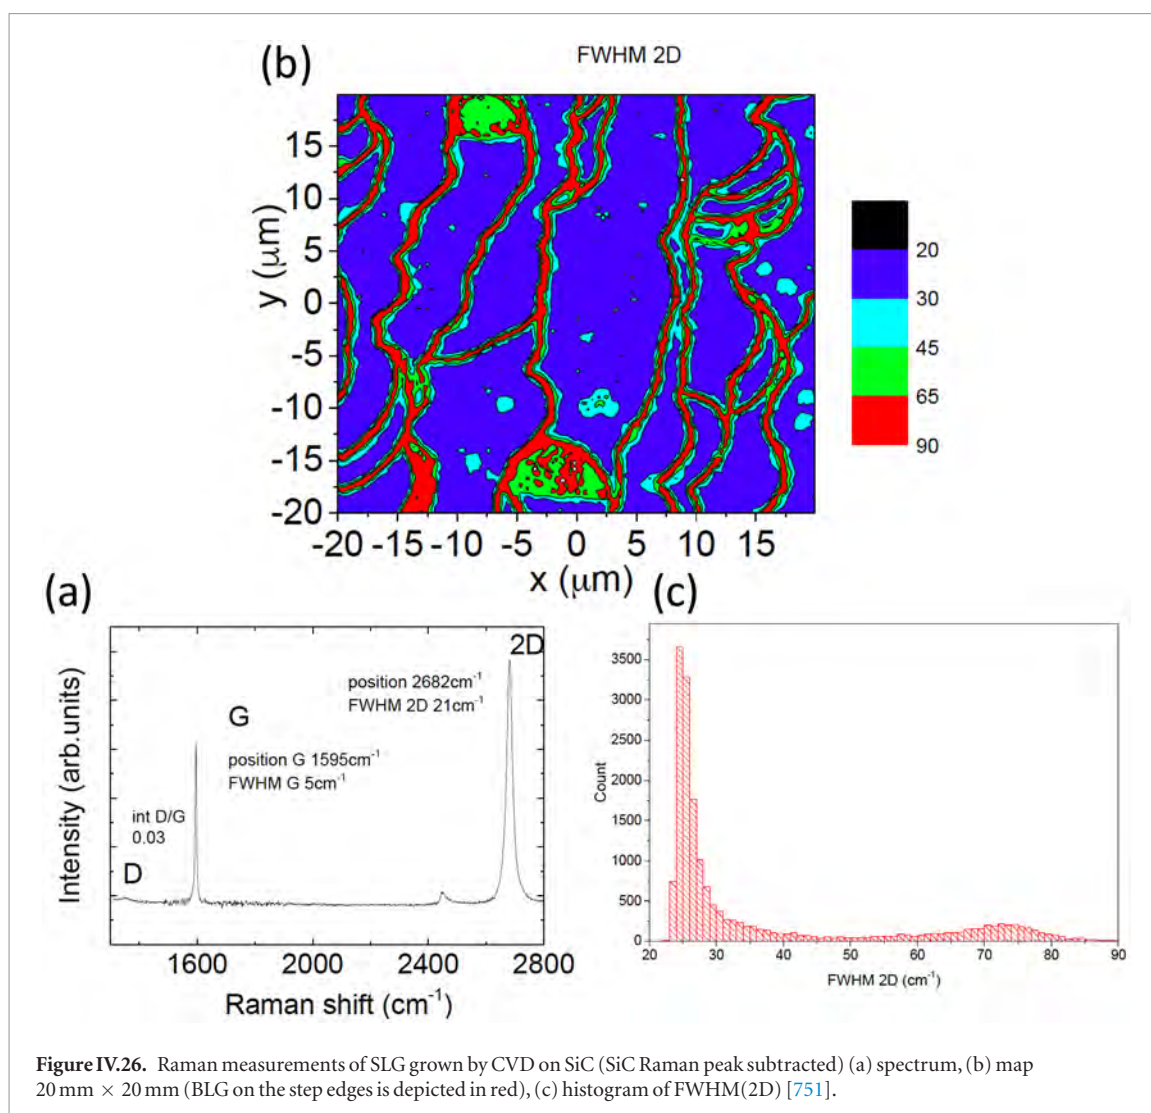 (b)
FWHM 2D
15
10
5
0
-5
-10
-15
-20
y (μm)
-20 -15 -10 -5 0 5 10 15
x (μm)
20
30
45
65
90
(a)
2D
position 2682cm⁻¹
FWHM 2D 21cm⁻¹
G
position G 1595cm⁻¹
FWHM G 5cm⁻¹
int D/G
0.03
D
Intensity (arb.units)
1600 2000 2400 2800
Raman shift (cm⁻¹)
(c)
3500
3000
2500
2000
1500
1000
500
0
Count
20 30 40 50 60 70 80 90
FWHM 2D (cm⁻¹)
Figure IV.26. Raman measurements of SLG grown by CVD on SiC (SiC Raman peak subtracted) (a) spectrum, (b) map
20 mm × 20 mm (BLG on the step edges is depicted in red), (c) histogram of FWHM(2D) [751].